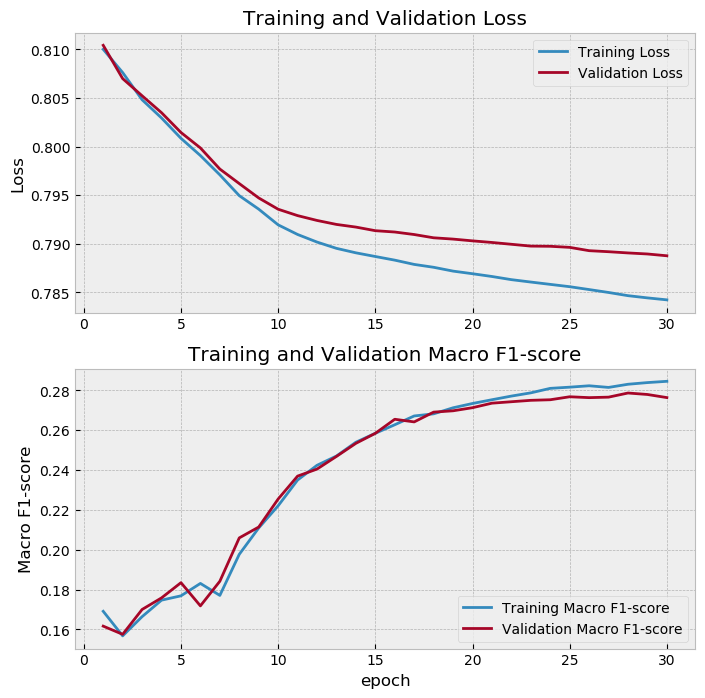 Training and Validation Loss
0.810
0.805
0.800
0.795
0.790
0.785
Loss
Training Loss
Validation Loss
0 5 10 15 20 25 30
Training and Validation Macro F1-score
0.28
0.26
0.24
0.22
0.20
0.18
0.16
Macro F1-score
Training Macro F1-score
Validation Macro F1-score
0 5 10 15 20 25 30
epoch